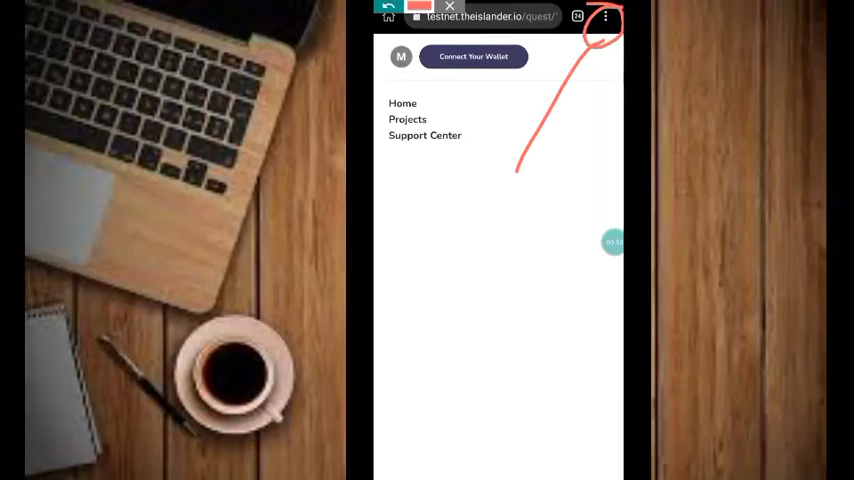 testnet.theislander.io/quest/
24
M
Connect Your Wallet
Home
Projects
Support Center